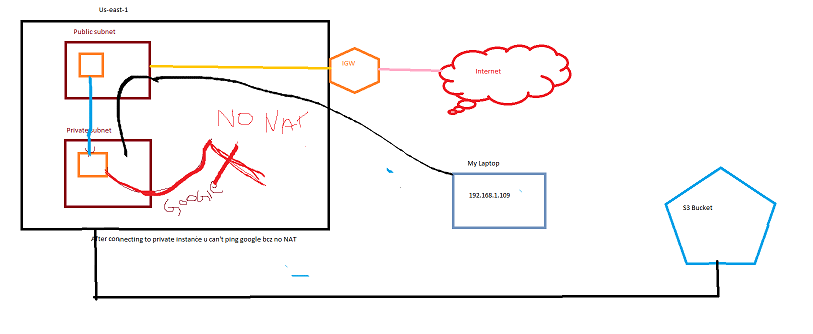 Us-east-1
Public subnet
IGW
Internet
NO NAT
Private subnet
My Laptop
192.168.1.109
GOOGLE
S3 Bucket
After connecting to private instance u can't ping google bcz no NAT